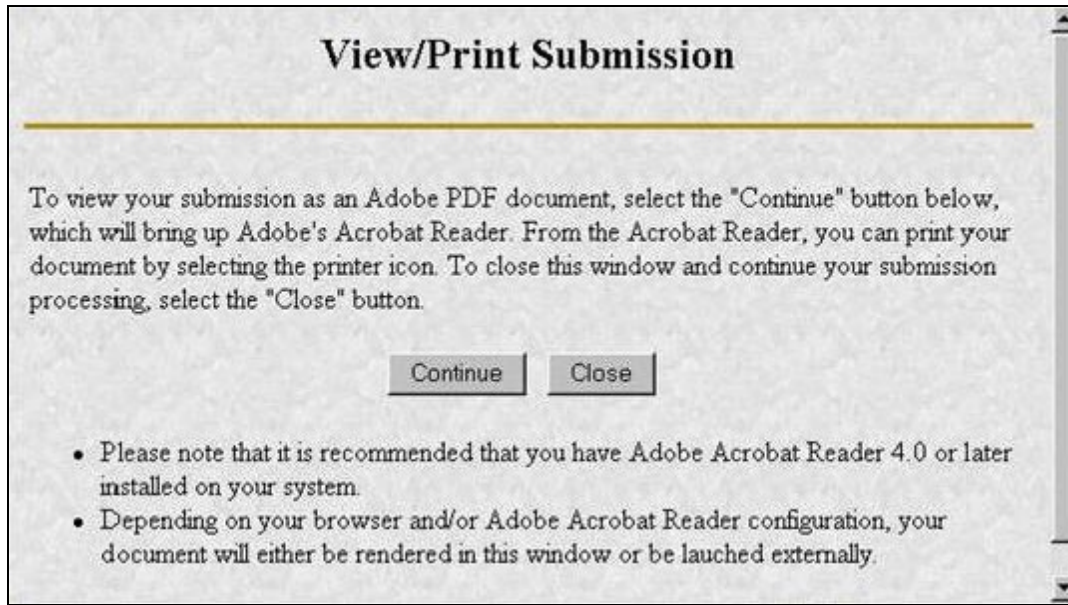 View/Print Submission
To view your submission as an Adobe PDF document, select the "Continue" button below,
which will bring up Adobe's Acrobat Reader. From the Acrobat Reader, you can print your
document by selecting the printer icon. To close this window and continue your submission
processing, select the "Close" button.
Continue Close
• Please note that it is recommended that you have Adobe Acrobat Reader 4.0 or later
installed on your system.
• Depending on your browser and/or Adobe Acrobat Reader configuration, your
document will either be rendered in this window or be lauched externally.